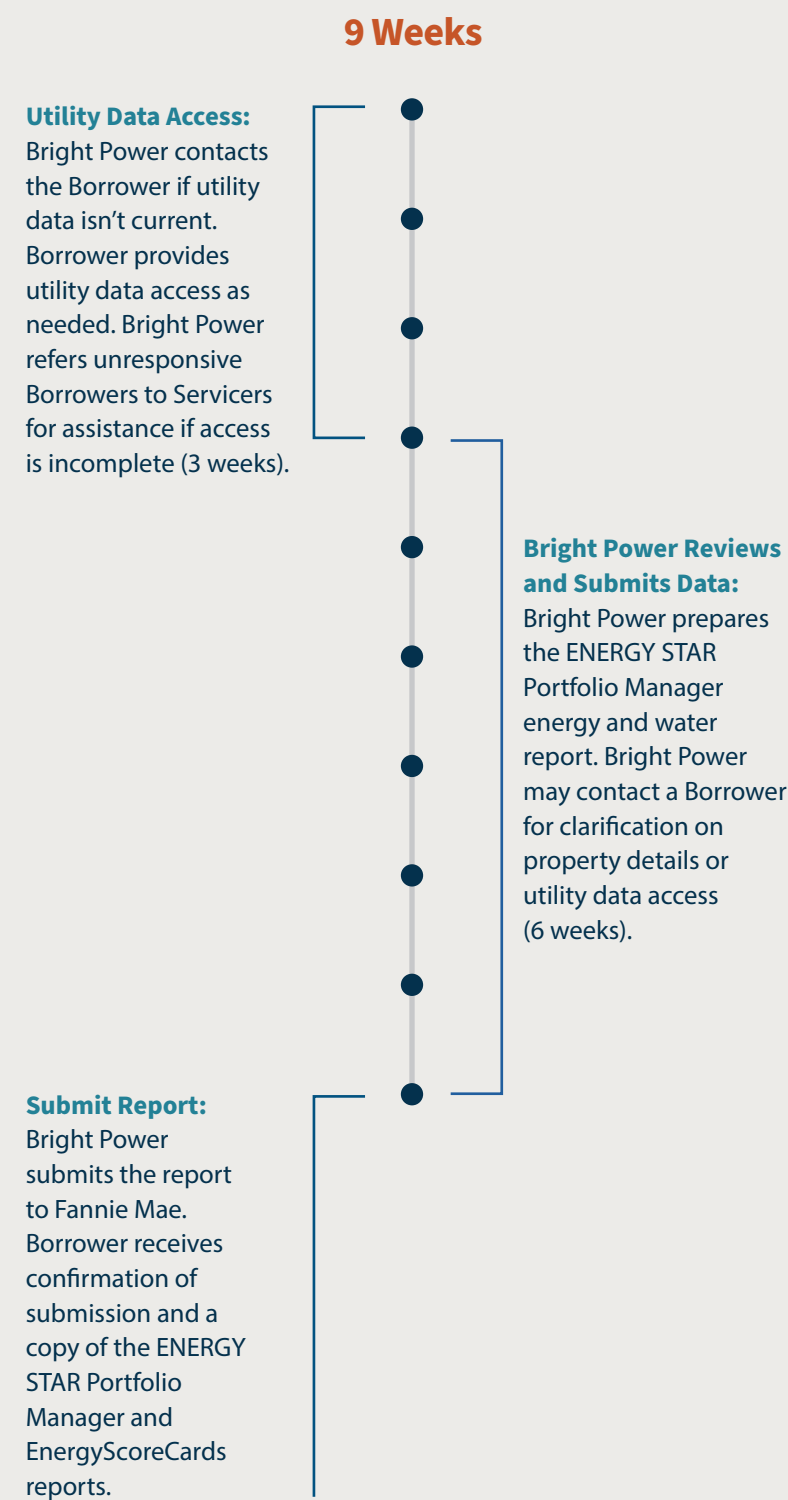 9 Weeks
Utility Data Access:
Bright Power contacts
the Borrower if utility
data isn’t current.
Borrower provides
utility data access as
needed. Bright Power
refers unresponsive
Borrowers to Servicers
for assistance if access
is incomplete (3 weeks).
Bright Power Reviews
and Submits Data:
Bright Power prepares
the ENERGY STAR
Portfolio Manager
energy and water
report. Bright Power
may contact a Borrower
for clarification on
property details or
utility data access
(6 weeks).
Submit Report:
Bright Power
submits the report
to Fannie Mae.
Borrower receives
confirmation of
submission and a
copy of the ENERGY
STAR Portfolio
Manager and
EnergyScoreCards
reports.